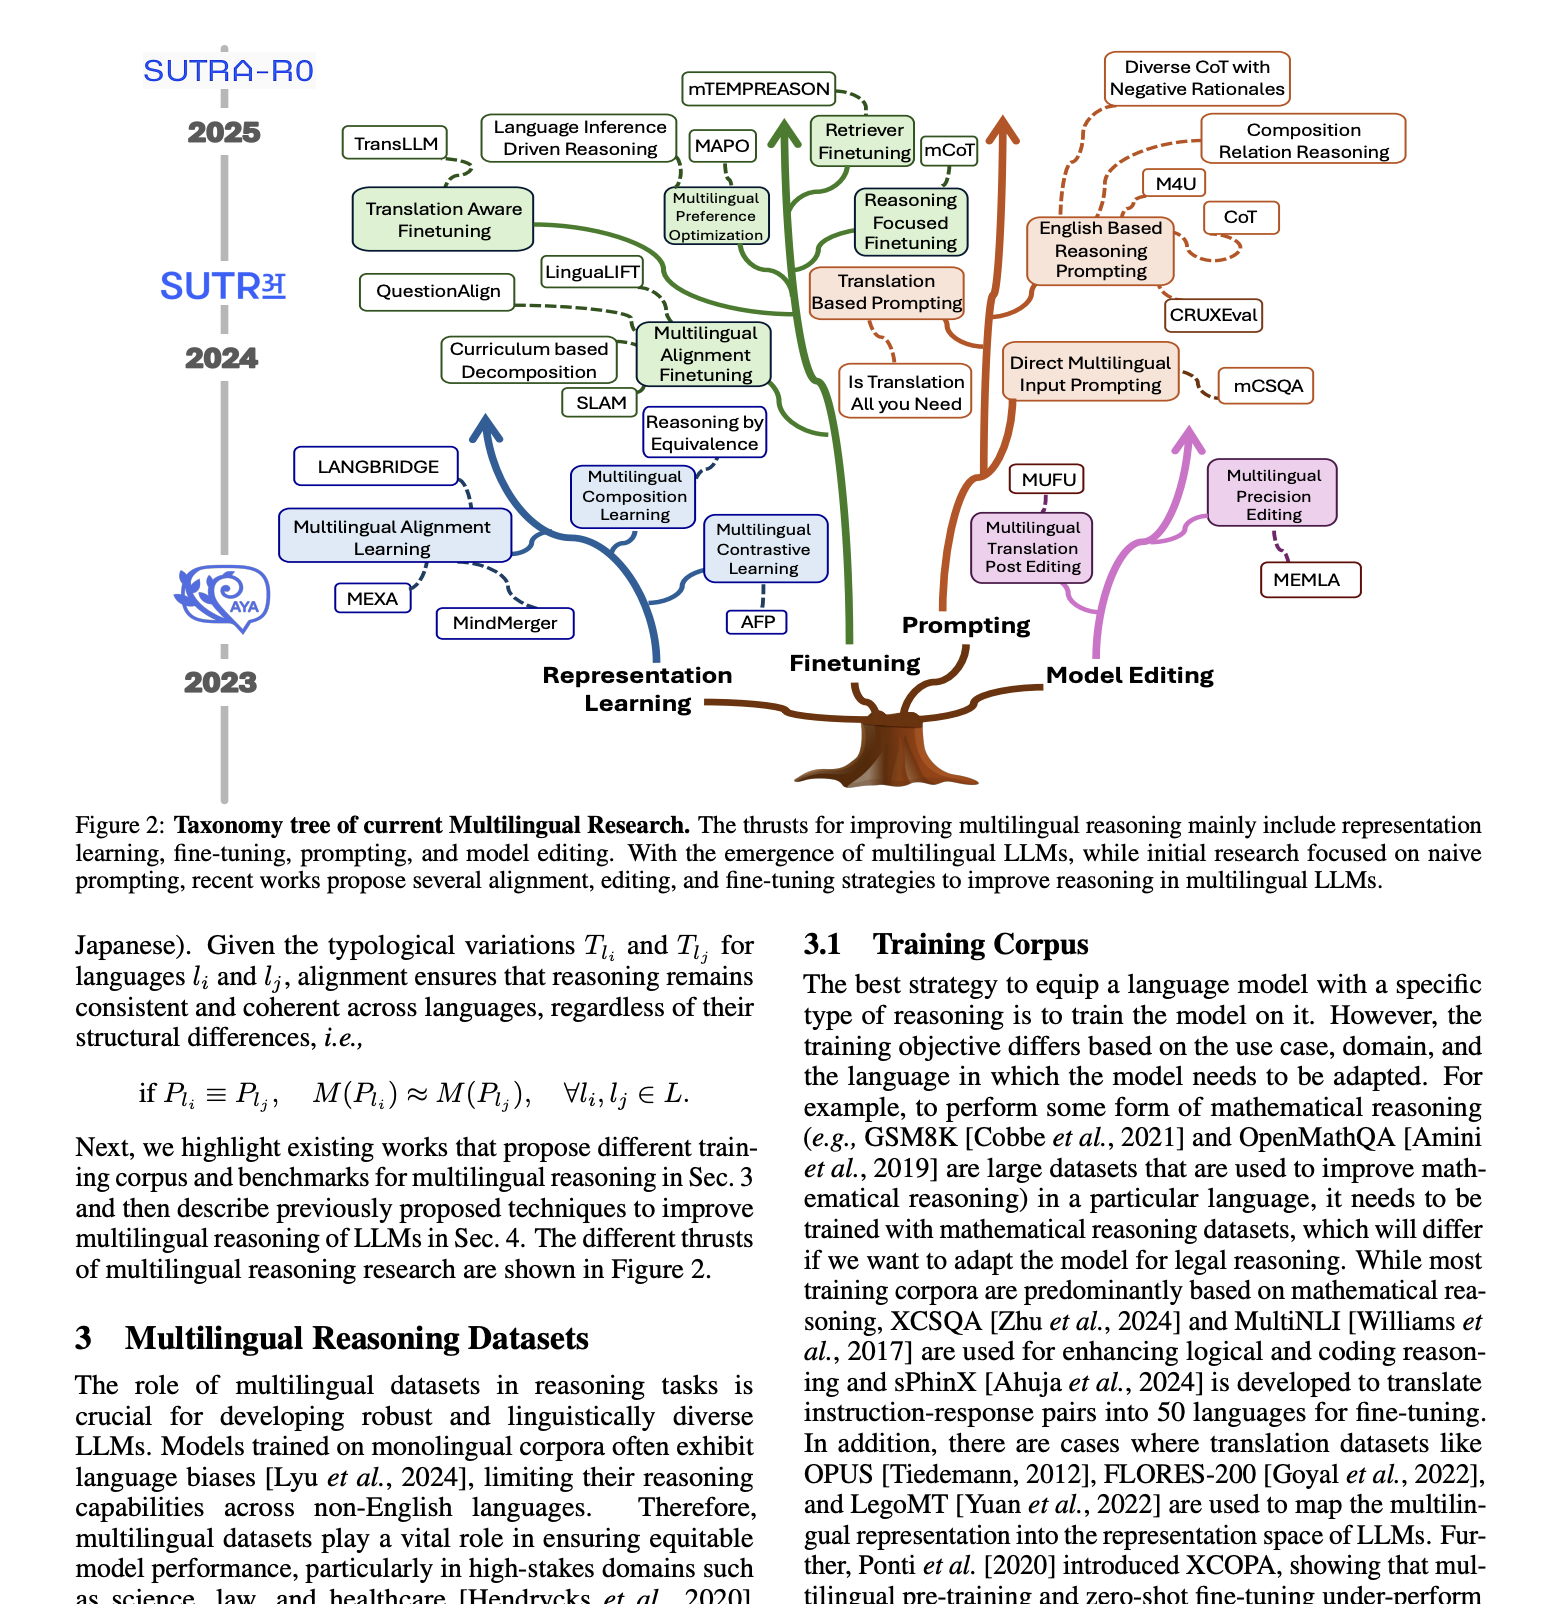 SUTRA-R0
2025
SUTRअ
2024
AYA
2023
mTEMPREASON
TransLLM
Language Inference
Driven Reasoning
MAPO
Retriever
Finetuning
mCoT
Translation Aware
Finetuning
Multilingual
Preference
Optimization
Reasoning
Focused
Finetuning
LinguaLIFT
QuestionAlign
Multilingual
Alignment
Finetuning
Curriculum based
Decomposition
SLAM
Diverse CoT with
Negative Rationales
Composition
Relation Reasoning
M4U
CoT
English Based
Reasoning
Prompting
CRUXEval
Translation
Based Prompting
Is Translation
All you Need
Direct Multilingual
Input Prompting
mCSQA
Reasoning by
Equivalence
LANGBRIDGE
Multilingual
Composition
Learning
Multilingual Alignment
Learning
Multilingual
Contrastive
Learning
MEXA
MindMerger
AFP
MUFU
Multilingual
Translation
Post Editing
Multilingual
Precision
Editing
MEMLA
Representation
Learning
Finetuning
Prompting
Model Editing
Figure 2: Taxonomy tree of current Multilingual Research. The thrusts for improving multilingual reasoning mainly include representation
learning, fine-tuning, prompting, and model editing. With the emergence of multilingual LLMs, while initial research focused on naive
prompting, recent works propose several alignment, editing, and fine-tuning strategies to improve reasoning in multilingual LLMs.
Japanese). Given the typological variations T_{l_i} and T_{l_j} for
languages l_i and l_j, alignment ensures that reasoning remains
consistent and coherent across languages, regardless of their
structural differences, i.e.,
if P_{l_i} ≡ P_{l_j}, M(P_{l_i}) ≈ M(P_{l_j}), ∀l_i, l_j ∈ L.
Next, we highlight existing works that propose different train-
ing corpus and benchmarks for multilingual reasoning in Sec. 3
and then describe previously proposed techniques to improve
multilingual reasoning of LLMs in Sec. 4. The different thrusts
of multilingual reasoning research are shown in Figure 2.
3 Multilingual Reasoning Datasets
The role of multilingual datasets in reasoning tasks is
crucial for developing robust and linguistically diverse
LLMs. Models trained on monolingual corpora often exhibit
language biases [Lyu et al., 2024], limiting their reasoning
capabilities across non-English languages. Therefore,
multilingual datasets play a vital role in ensuring equitable
model performance, particularly in high-stakes domains such
as science, law, and healthcare [Hendrycks et al., 2020].
3.1 Training Corpus
The best strategy to equip a language model with a specific
type of reasoning is to train the model on it. However, the
training objective differs based on the use case, domain, and
the language in which the model needs to be adapted. For
example, to perform some form of mathematical reasoning
(e.g., GSM8K [Cobbe et al., 2021] and OpenMathQA [Amini
et al., 2019] are large datasets that are used to improve math-
ematical reasoning) in a particular language, it needs to be
trained with mathematical reasoning datasets, which will differ
if we want to adapt the model for legal reasoning. While most
training corpora are predominantly based on mathematical rea-
soning, XCSQA [Zhu et al., 2024] and MultiNLI [Williams et
al., 2017] are used for enhancing logical and coding reason-
ing and sPhinX [Ahuja et al., 2024] is developed to translate
instruction-response pairs into 50 languages for fine-tuning.
In addition, there are cases where translation datasets like
OPUS [Tiedemann, 2012], FLORES-200 [Goyal et al., 2022],
and LegoMT [Yuan et al., 2022] are used to map the multilin-
gual representation into the representation space of LLMs. Fur-
ther, Ponti et al. [2020] introduced XCOPA, showing that mul-
tilingual pre-training and zero-shot fine-tuning under-perform